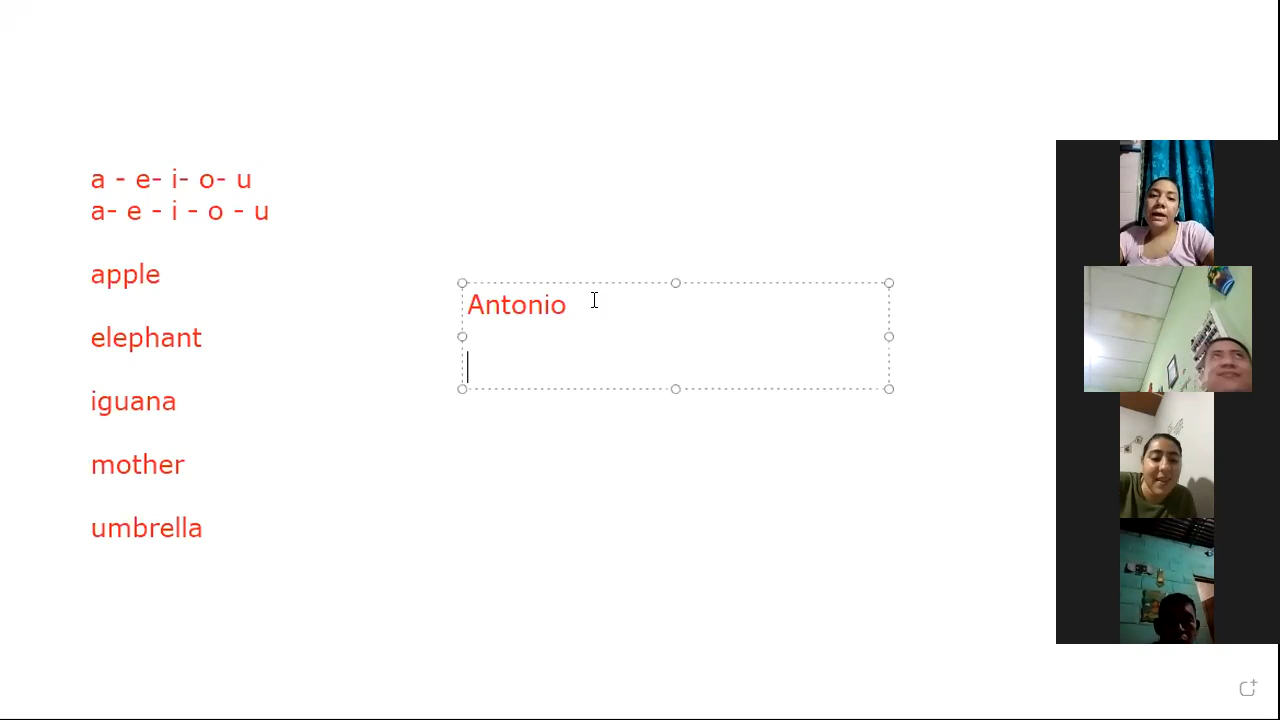 a - e- i- o- u
a- e - i - o - u
apple
elephant
iguana
mother
umbrella
Antonio